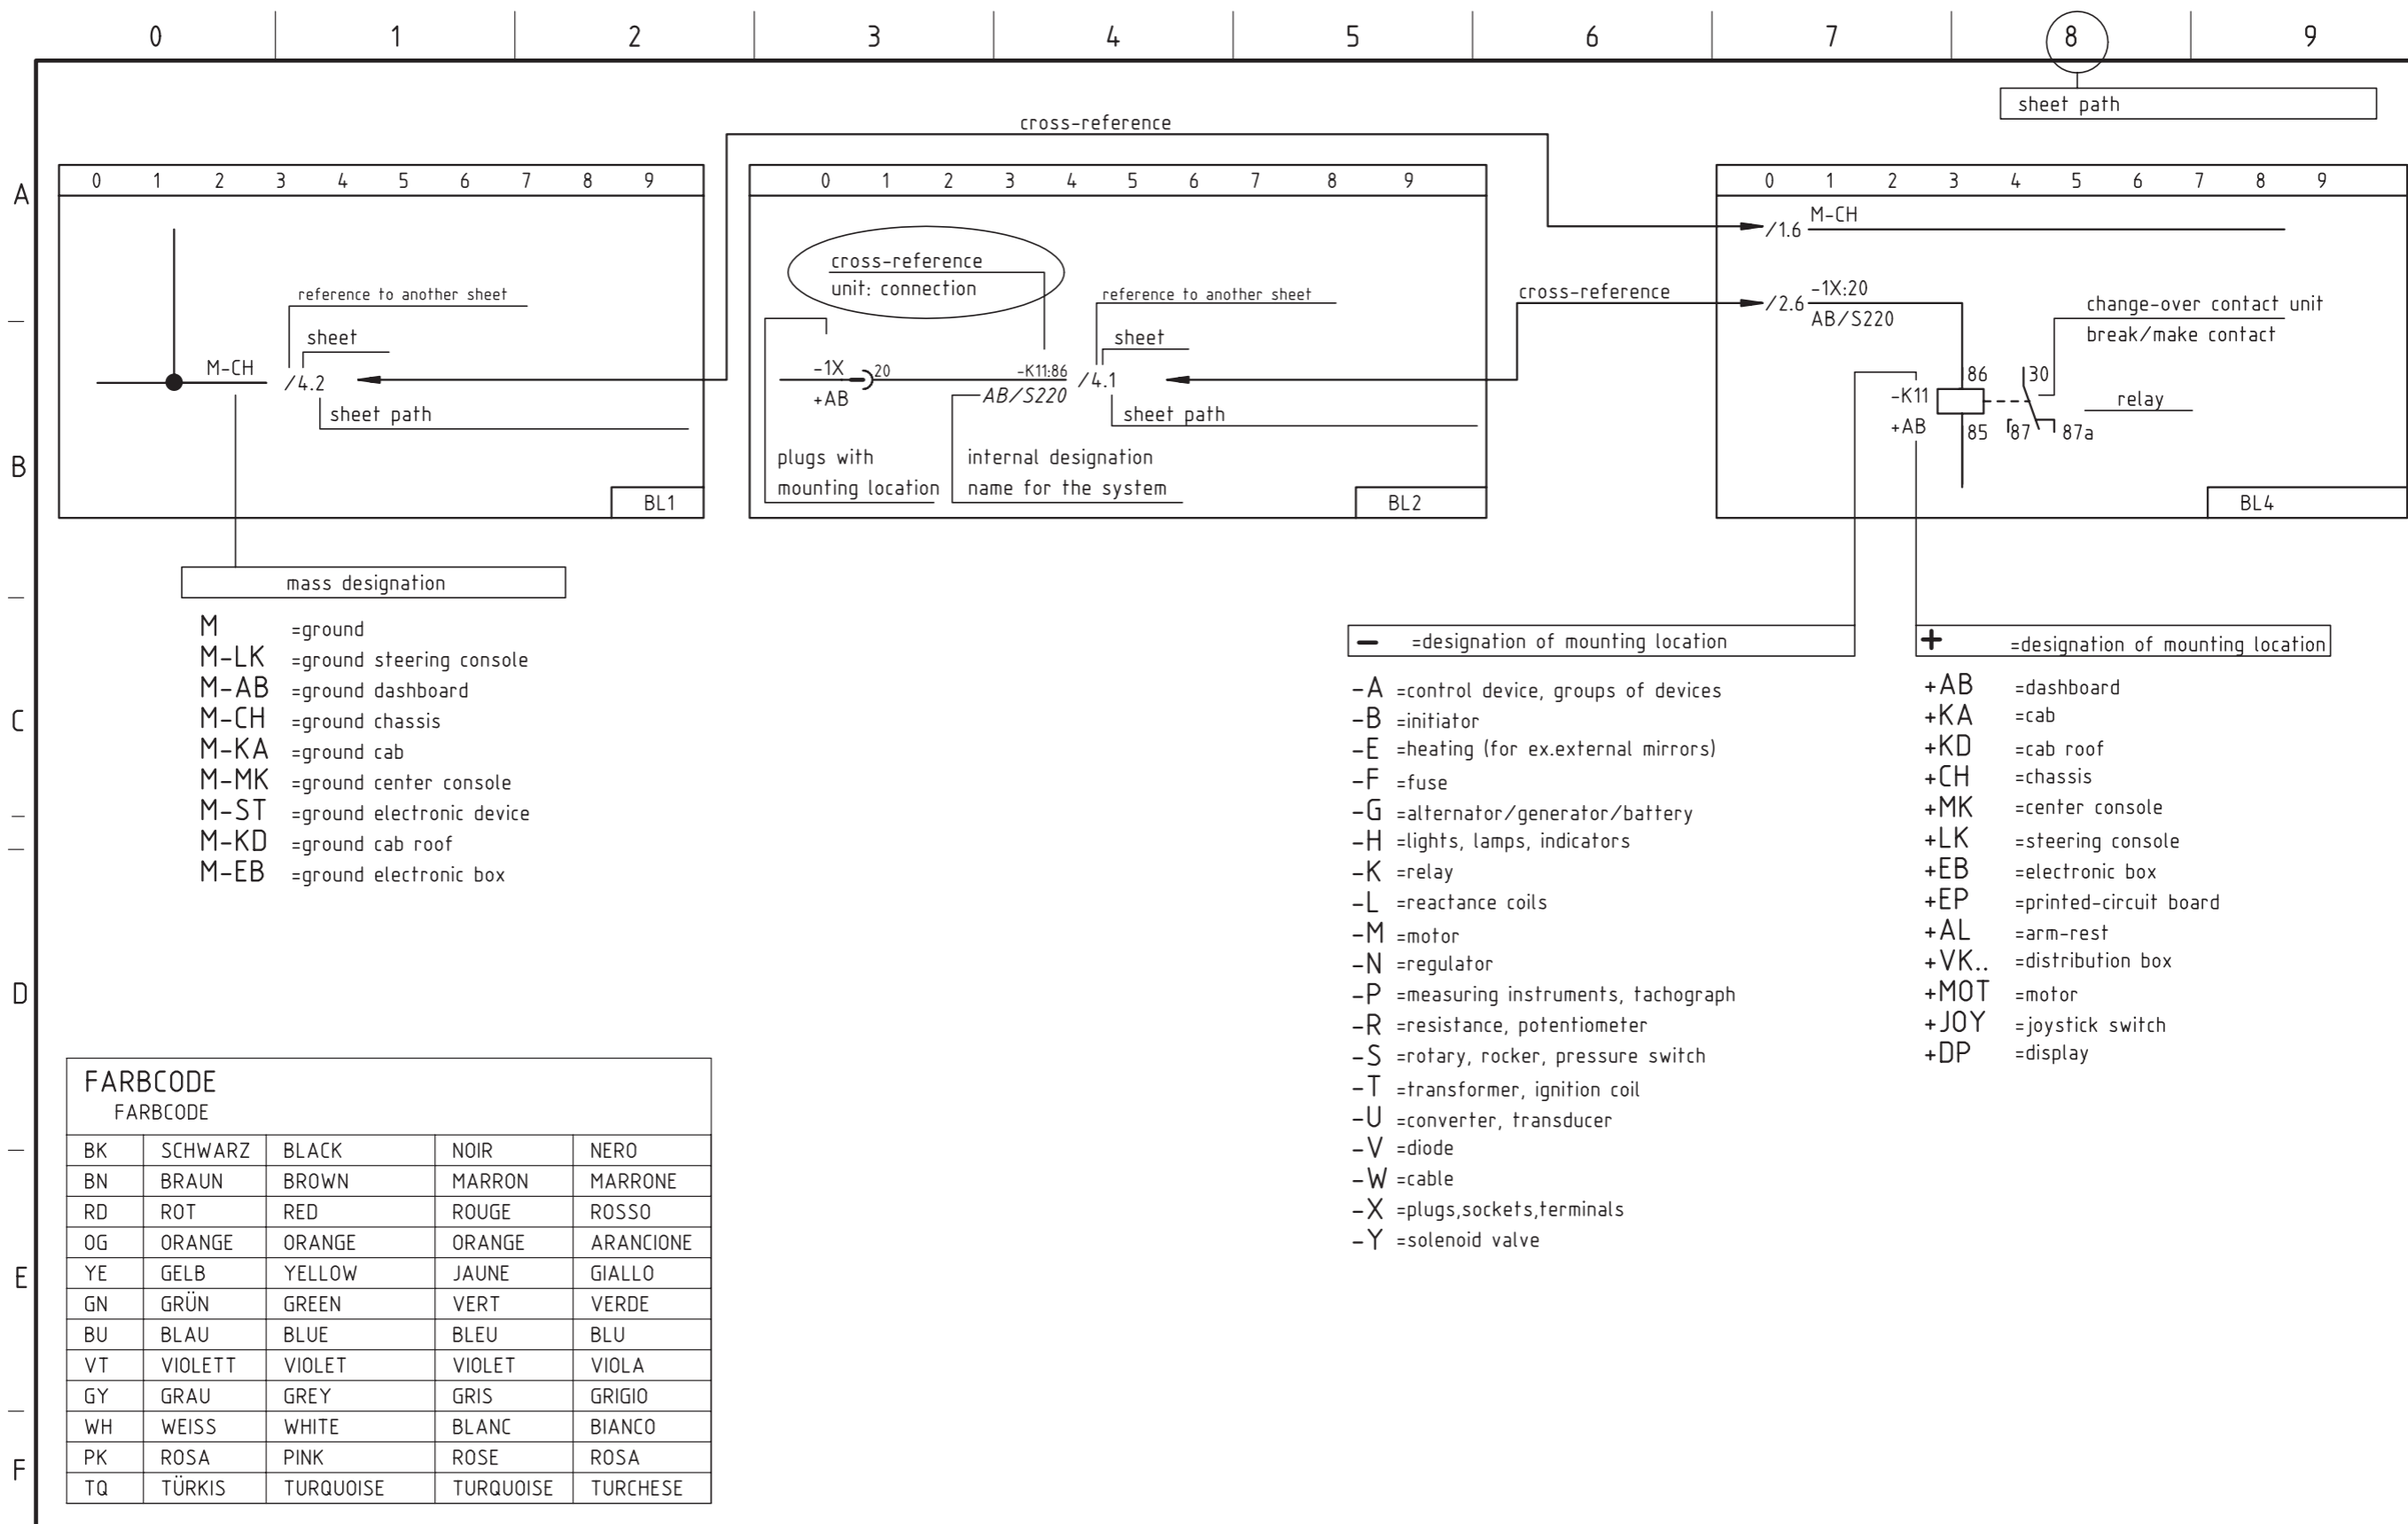 0 1 2 3 4 5 6 7 8 9
sheet path
cross-reference
A
B
C
D
E
F
0 1 2 3 4 5 6 7 8 9
reference to another sheet
sheet
M-CH
/4.2
sheet path
BL1
0 1 2 3 4 5 6 7 8 9
cross-reference
unit: connection
reference to another sheet
sheet
-1X
20
-K11:86
/4.1
+AB
AB/S220
sheet path
plugs with
mounting location
internal designation
name for the system
BL2
cross-reference
0 1 2 3 4 5 6 7 8 9
M-CH
/1.6
-1X:20
/2.6
AB/S220
change-over contact unit
break/make contact
86
30
-K11
relay
+AB
85
87
87a
BL4
mass designation
M =ground
M-LK =ground steering console
M-AB =ground dashboard
M-CH =ground chassis
M-KA =ground cab
M-MK =ground center console
M-ST =ground electronic device
M-KD =ground cab roof
M-EB =ground electronic box
- =designation of mounting location
-A =control device, groups of devices
-B =initiator
-E =heating (for ex.external mirrors)
-F =fuse
-G =alternator/generator/battery
-H =lights, lamps, indicators
-K =relay
-L =reactance coils
-M =motor
-N =regulator
-P =measuring instruments, tachograph
-R =resistance, potentiometer
-S =rotary, rocker, pressure switch
-T =transformer, ignition coil
-U =converter, transducer
-V =diode
-W =cable
-X =plugs,sockets,terminals
-Y =solenoid valve
+ =designation of mounting location
+AB =dashboard
+KA =cab
+KD =cab roof
+CH =chassis
+MK =center console
+LK =steering console
+EB =electronic box
+EP =printed-circuit board
+AL =arm-rest
+VK.. =distribution box
+MOT =motor
+JOY =joystick switch
+DP =display
FARBCODE
FARBCODE
BK SCHWARZ BLACK NOIR NERO
BN BRAUN BROWN MARRON MARRONE
RD ROT RED ROUGE ROSSO
OG ORANGE ORANGE ORANGE ARANCIONE
YE GELB YELLOW JAUNE GIALLO
GN GRÜN GREEN VERT VERDE
BU BLAU BLUE BLEU BLU
VT VIOLETT VIOLET VIOLET VIOLA
GY GRAU GREY GRIS GRIGIO
WH WEISS WHITE BLANC BIANCO
PK ROSA PINK ROSE ROSA
TQ TÜRKIS TURQUOISE TURQUOISE TURCHESE